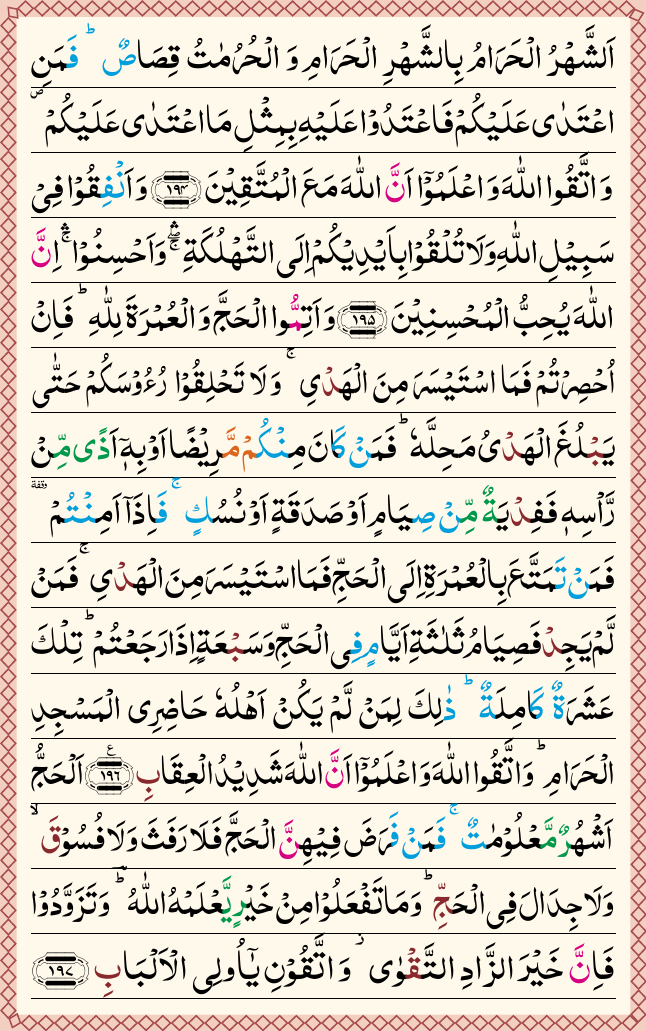 اَلشَّهْرُ الْحَرَامُ بِالشَّهْرِ الْحَرَامِ وَ الْحُرُمٰتُ قِصَاصٌ ؕ فَمَنِ
اعْتَدٰى عَلَیْكُمْ فَاعْتَدُوْا عَلَیْهِ بِمِثْلِ مَا اعْتَدٰى عَلَیْكُمْ ۪
وَ اتَّقُوا اللّٰهَ وَ اعْلَمُوْۤا اَنَّ اللّٰهَ مَعَ الْمُتَّقِیْنَ ﴿۱۹۴﴾ وَ اَنْفِقُوْا فِیْ
سَبِیْلِ اللّٰهِ وَ لَا تُلْقُوْا بِاَیْدِیْكُمْ اِلَى التَّهْلُكَةِ ۛۚ وَ اَحْسِنُوْا ۛۚ اِنَّ
اللّٰهَ یُحِبُّ الْمُحْسِنِیْنَ ﴿۱۹۵﴾ وَ اَتِمُّوا الْحَجَّ وَ الْعُمْرَةَ لِلّٰهِ ؕ فَاِنْ
اُحْصِرْتُمْ فَمَا اسْتَیْسَرَ مِنَ الْهَدْیِ ۚ وَ لَا تَحْلِقُوْا رُءُوْسَكُمْ حَتّٰى
یَبْلُغَ الْهَدْیُ مَحِلَّهٗ ؕ فَمَنْ كَانَ مِنْكُمْ مَّرِیْضًا اَوْ بِهٖۤ اَذًى مِّنْ
رَّاْسِهٖ فَفِدْیَةٌ مِّنْ صِیَامٍ اَوْ صَدَقَةٍ اَوْ نُسُكٍ ۚ فَاِذَاۤ اَمِنْتُمْ وقفة
فَمَنْ تَمَتَّعَ بِالْعُمْرَةِ اِلَى الْحَجِّ فَمَا اسْتَیْسَرَ مِنَ الْهَدْیِ ۚ فَمَنْ
لَّمْ یَجِدْ فَصِیَامُ ثَلٰثَةِ اَیَّامٍ فِی الْحَجِّ وَ سَبْعَةٍ اِذَا رَجَعْتُمْ ؕ تِلْكَ
عَشَرَةٌ كَامِلَةٌ ؕ ذٰلِكَ لِمَنْ لَّمْ یَكُنْ اَهْلُهٗ حَاضِرِی الْمَسْجِدِ
الْحَرَامِ ؕ وَ اتَّقُوا اللّٰهَ وَ اعْلَمُوْۤا اَنَّ اللّٰهَ شَدِیْدُ الْعِقَابِ ﴿۱۹۶﴾ ع اَلْحَجُّ
اَشْهُرٌ مَّعْلُوْمٰتٌ ۚ فَمَنْ فَرَضَ فِیْهِنَّ الْحَجَّ فَلَا رَفَثَ وَ لَا فُسُوْقَ ۙ
وَ لَا جِدَالَ فِی الْحَجِّ ؕ وَ مَا تَفْعَلُوْا مِنْ خَیْرٍ یَّعْلَمْهُ اللّٰهُ ؔؕ وَ تَزَوَّدُوْا
فَاِنَّ خَیْرَ الزَّادِ التَّقْوٰى ؗ وَ اتَّقُوْنِ یٰۤاُولِی الْاَلْبَابِ ﴿۱۹۷﴾